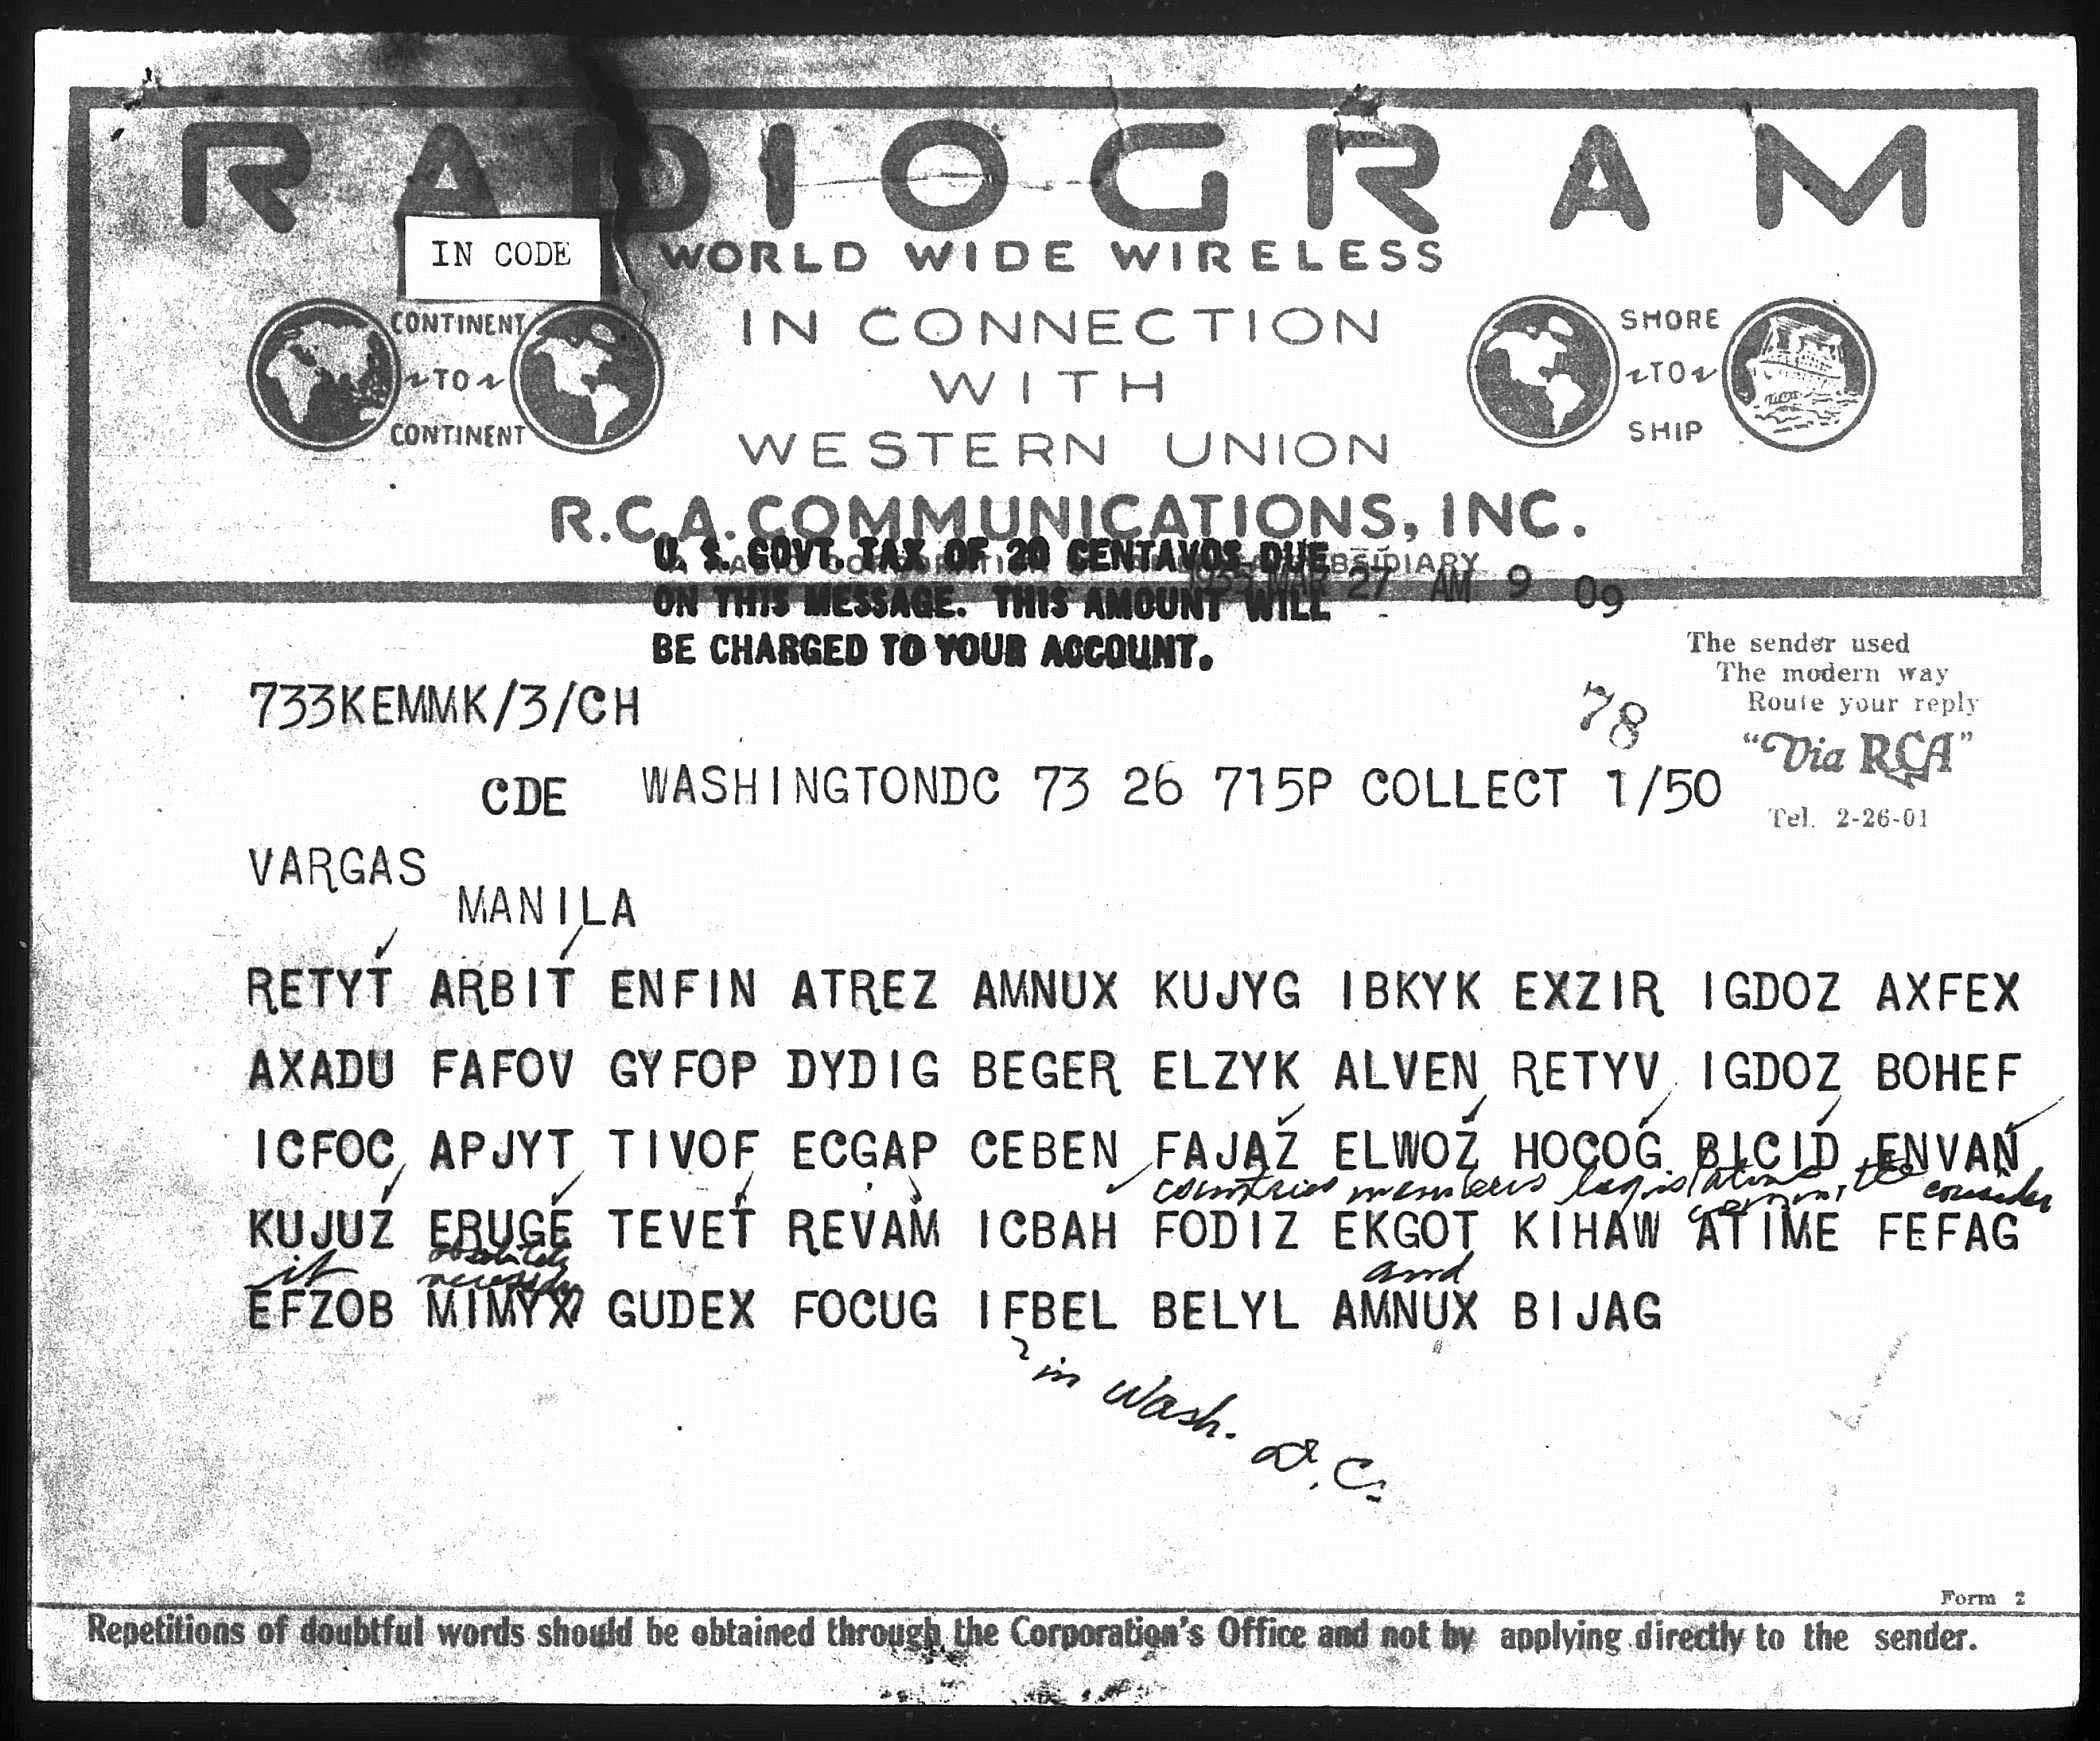 RADIOGRAM
IN CODE
WORLD WIDE WIRELESS
CONTINENT
TO
CONTINENT
IN CONNECTION
WITH
WESTERN UNION
SHORE
TO
SHIP
R.C.A. COMMUNICATIONS, INC.
U. S. GOVT TAX OF 20 CENTAVOS DUE
ON THIS MESSAGE. THIS AMOUNT WILL
BE CHARGED TO YOUR ACCOUNT.
MAR 27 AM 9 09
The sender used
The modern way
Route your reply
"Via RCA"
Tel. 2-26-01
733KEMMK/3/CH
78
CDE WASHINGTONDC 73 26 715P COLLECT 1/50
VARGAS
MANILA
RETYT ARBIT ENFIN ATREZ AMNUX KUJYG IBKYK EXZIR IGDOZ AXFEX
AXADU FAFOV GYFOP DYDIG BEGER ELZYK ALVEN RETYV IGDOZ BOHEF
ICFOC APJYT TIVOF ECGAP CEBEN FAJAZ ELWOZ HOCOG BICID ENVAN
countries members legislative committee consider
KUJUZ ERUGE TEVET REVAM ICBAH FODIZ EKGOT KIHAW ATIME FEFAG
it absolutely necessary and
EFZOB MIMYX GUDEX FOCUG IFBEL BELYL AMNUX BIJAG
in Wash. D.C.
Form 2
Repetitions of doubtful words should be obtained through the Corporation's Office and not by applying directly to the sender.